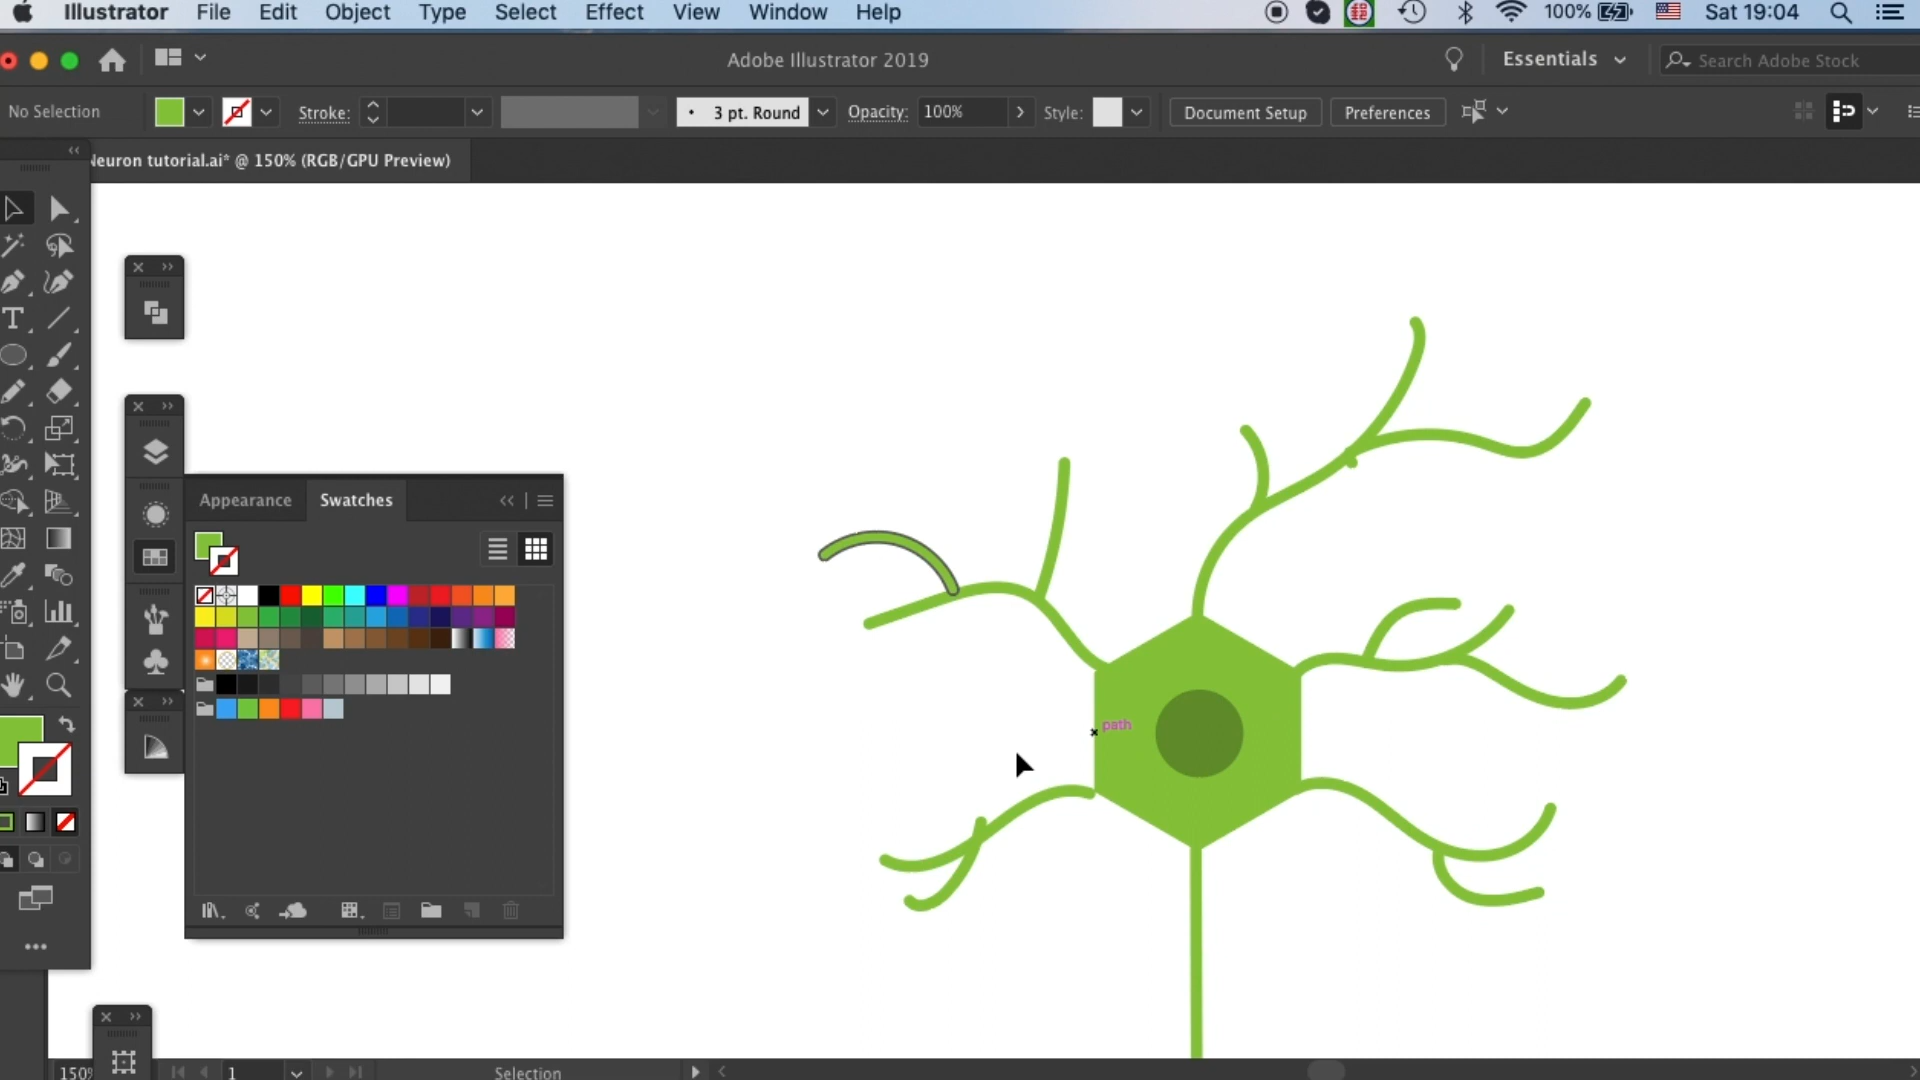 Illustrator File Edit Object Type Select Effect View Window Help 100% Sat 19:04
Adobe Illustrator 2019 Essentials Search Adobe Stock
No Selection Stroke: 3 pt. Round Opacity: 100% Style: Document Setup Preferences
Neuron tutorial.ai* @ 150% (RGB/GPU Preview)
Appearance Swatches
path
150% 1 Selection